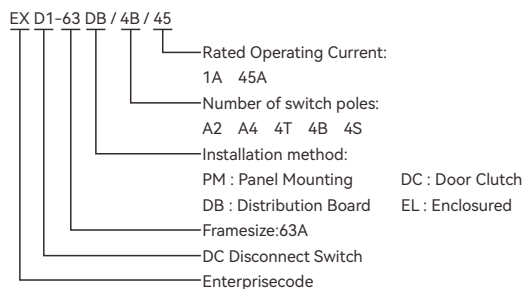 EX D1-63 DB / 4B / 45
Rated Operating Current:
1A 45A
Number of switch poles:
A2 A4 4T 4B 4S
Installation method:
PM : Panel Mounting DC : Door Clutch
DB : Distribution Board EL : Enclosured
Framesize:63A
DC Disconnect Switch
Enterprisecode